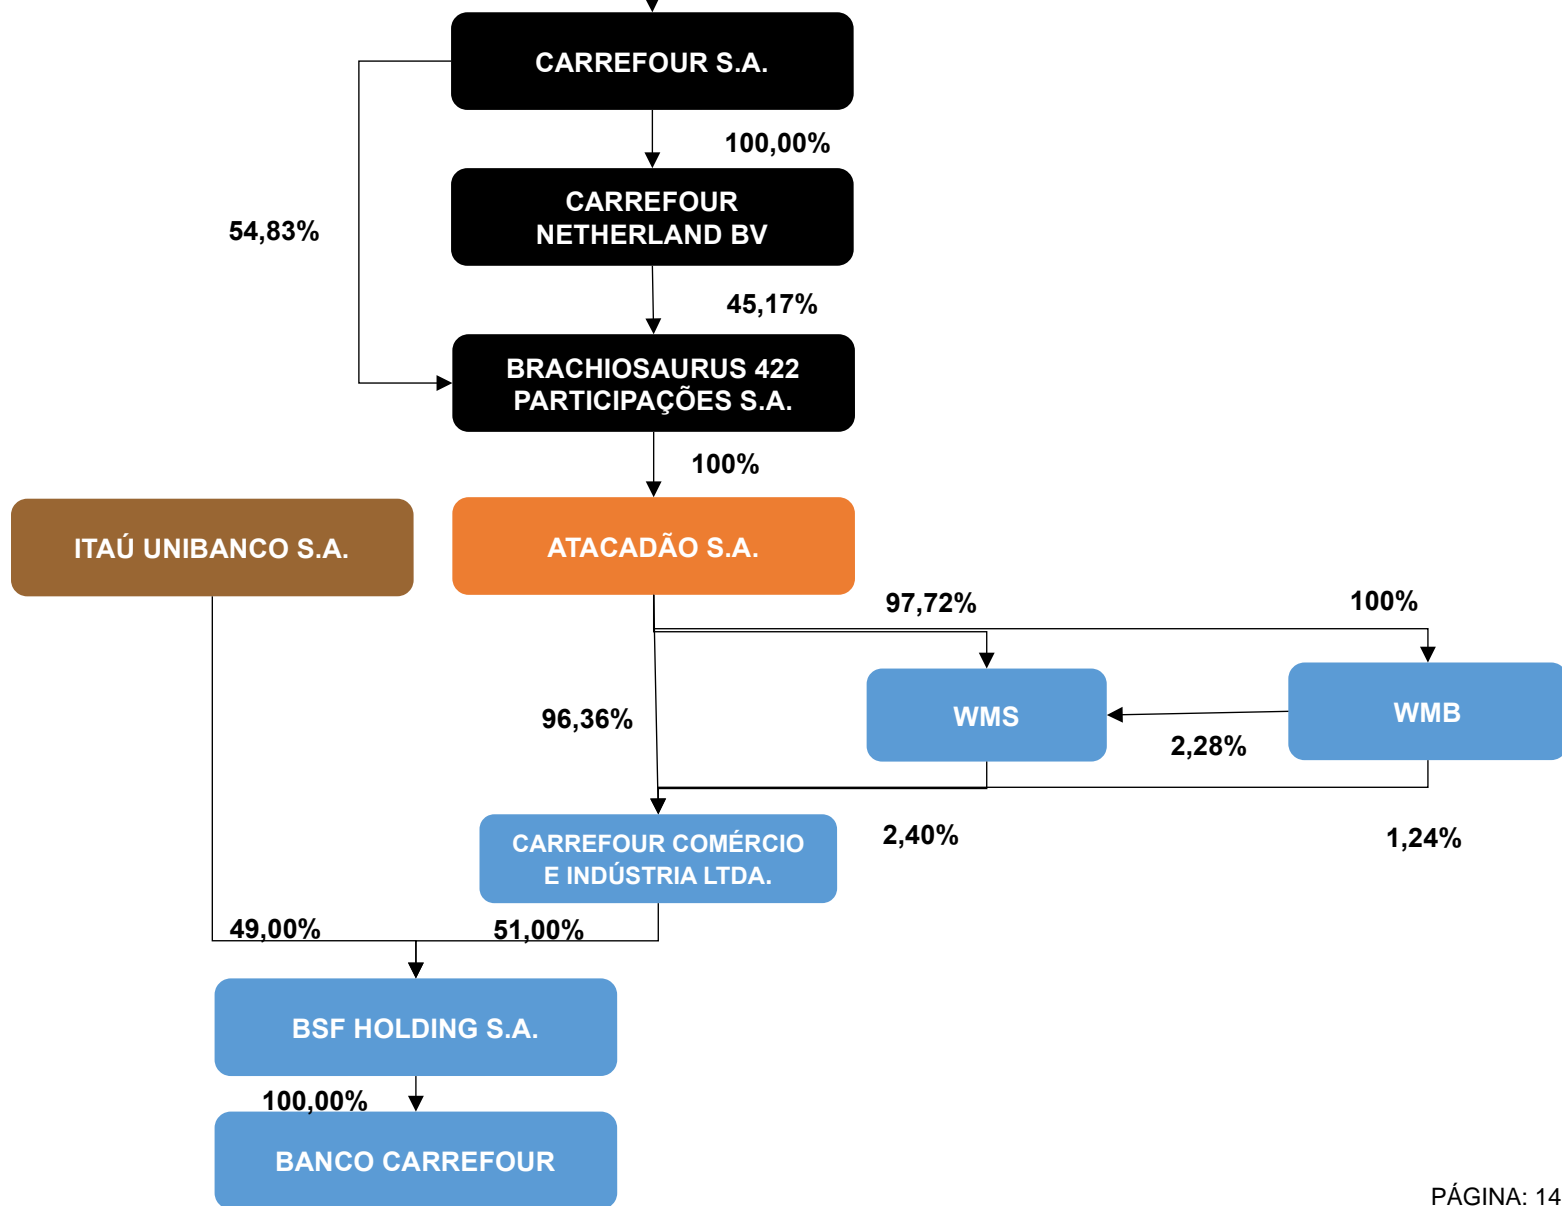 CARREFOUR S.A.
100,00%
CARREFOUR
NETHERLAND BV
54,83%
45,17%
BRACHIOSAURUS 422
PARTICIPAÇÕES S.A.
100%
ITAÚ UNIBANCO S.A.
ATACADÃO S.A.
97,72%
100%
WMS
WMB
96,36%
2,28%
CARREFOUR COMÉRCIO
E INDÚSTRIA LTDA.
2,40%
1,24%
49,00%
51,00%
BSF HOLDING S.A.
100,00%
BANCO CARREFOUR
PÁGINA: 14